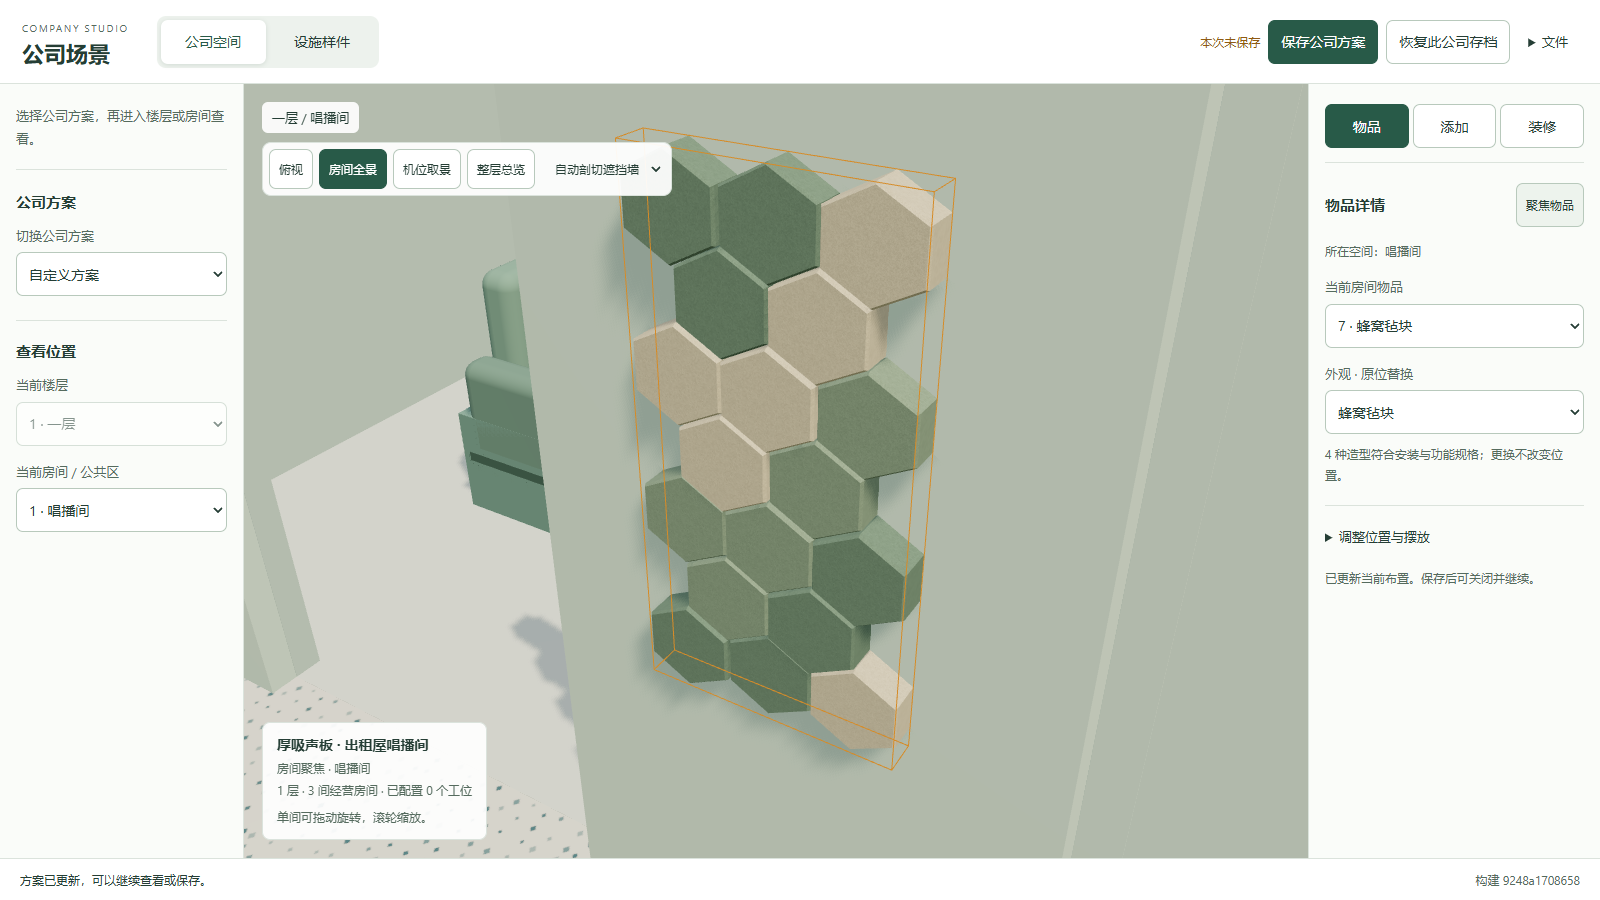 COMPANY STUDIO
公司场景
公司空间
设施样件
本次未保存
保存公司方案
恢复此公司存档
▶ 文件
选择公司方案，再进入楼层或房间查
看。
公司方案
切换公司方案
自定义方案
查看位置
当前楼层
1 · 一层
当前房间 / 公共区
1 · 唱播间
一层 / 唱播间
俯视
房间全景
机位取景
整层总览
自动剖切遮挡墙
厚吸声板 · 出租屋唱播间
房间聚焦 · 唱播间
1 层 · 3 间经营房间 · 已配置 0 个工位
单间可拖动旋转，滚轮缩放。
物品
添加
装修
物品详情
聚焦物品
所在空间：唱播间
当前房间物品
7 · 蜂窝毡块
外观 · 原位替换
蜂窝毡块
4 种造型符合安装与功能规格；更换不改变位
置。
▶ 调整位置与摆放
已更新当前布置。保存后可关闭并继续。
方案已更新，可以继续查看或保存。
构建 9248a1708658